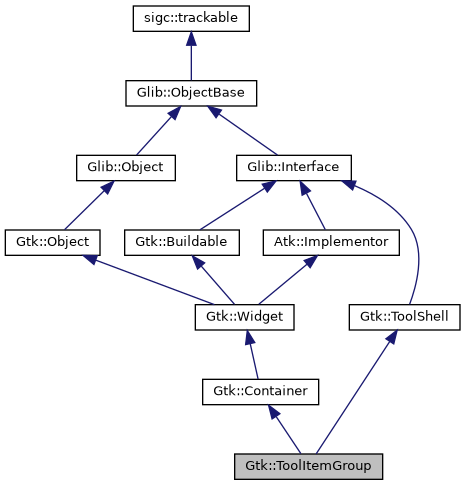 sigc::trackable
Glib::ObjectBase
Glib::Object
Glib::Interface
Gtk::Object
Gtk::Buildable
Atk::Implementor
Gtk::Widget
Gtk::ToolShell
Gtk::Container
Gtk::ToolItemGroup